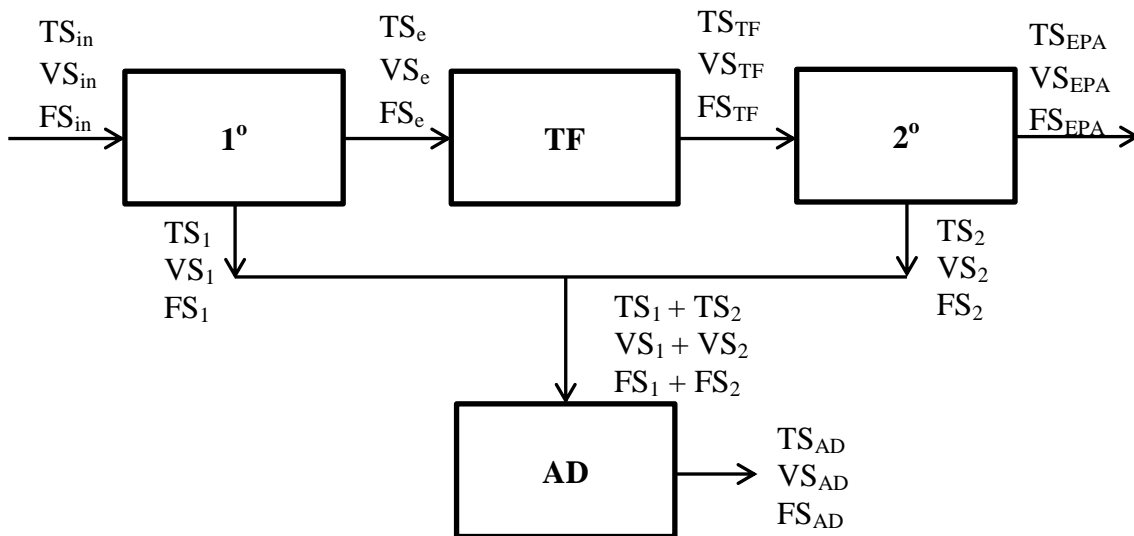 TSin
VSin
FSin
1º
TSe
VSe
FSe
TF
TSTF
VSTF
FSTF
2º
TSEPA
VSEPA
FSEPA
TS1
VS1
FS1
TS2
VS2
FS2
TS1 + TS2
VS1 + VS2
FS1 + FS2
AD
TSAD
VSAD
FSAD